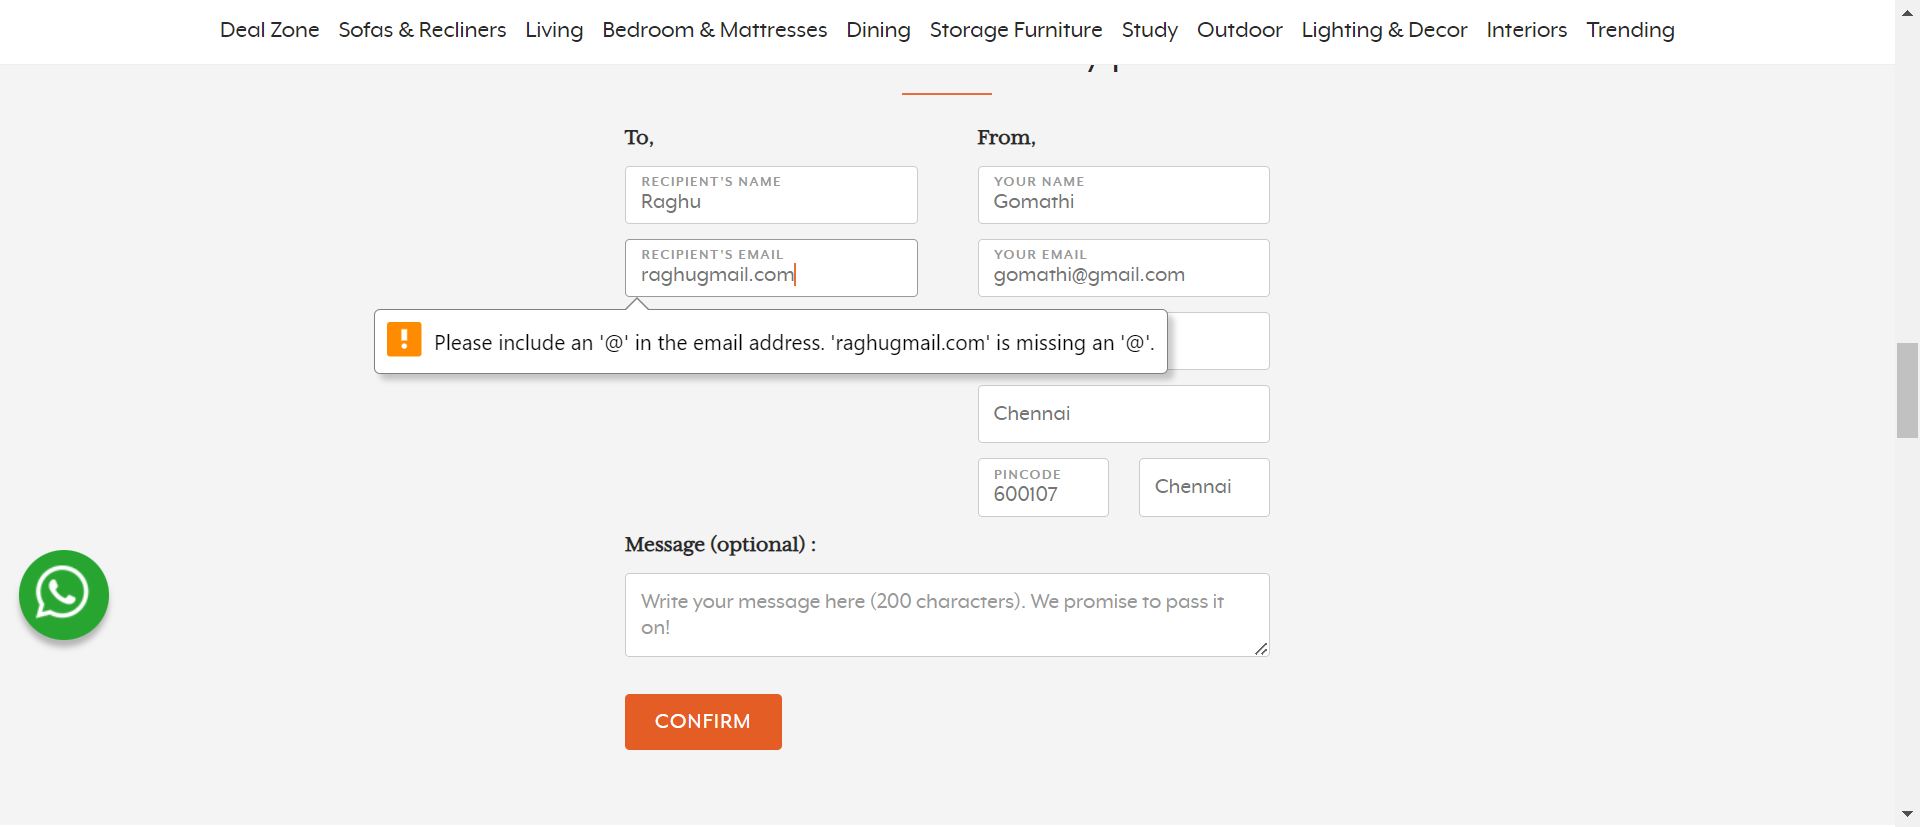 Deal Zone Sofas & Recliners Living Bedroom & Mattresses Dining Storage Furniture Study Outdoor Lighting & Decor Interiors Trending
To,
From,
RECIPIENT'S NAME
Raghu
YOUR NAME
Gomathi
RECIPIENT'S EMAIL
raghugmail.com
YOUR EMAIL
gomathi@gmail.com
Please include an '@' in the email address. 'raghugmail.com' is missing an '@'.
Chennai
PINCODE
600107
Chennai
Message (optional) :
Write your message here (200 characters). We promise to pass it
on!
CONFIRM